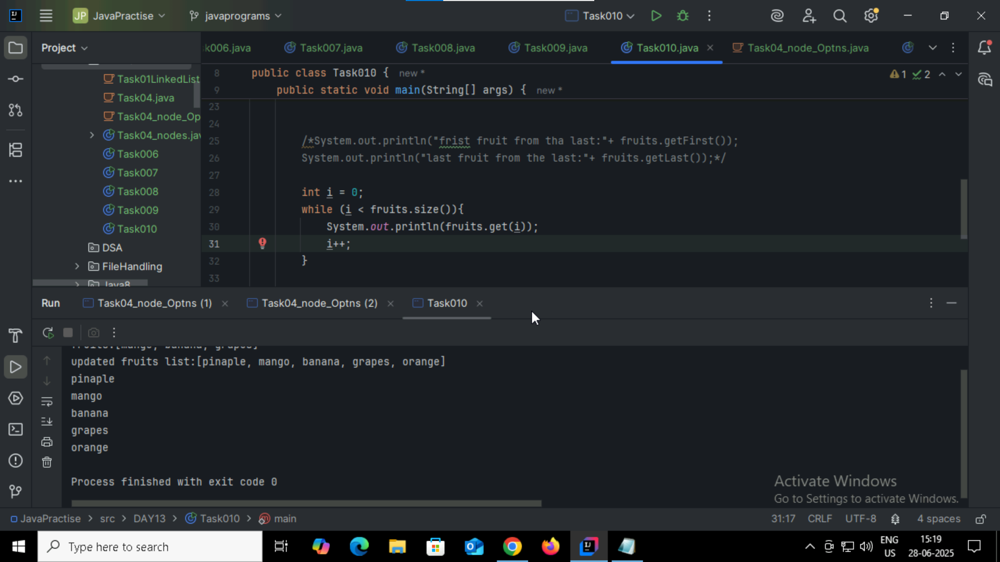 JP JavaPractise javaprograms Task010
Project k006.java Task007.java Task008.java Task009.java Task010.java Task04_node_Optns.java
Task01LinkedList
Task04.java
Task04_node_Op
Task04_nodes.jav
Task006
Task007
Task008
Task009
Task010
DSA
FileHandling
Java8
8 public class Task010 { new *
9 public static void main(String[] args) { new *
1 2
23
24
25 /*System.out.println("frist fruit from tha last:"+ fruits.getFirst());
26 System.out.println("last fruit from the last:"+ fruits.getLast());*/
27
28 int i = 0;
29 while (i < fruits.size()){
30 System.out.println(fruits.get(i));
31 i++;
32 }
33
Run Task04_node_Optns (1) Task04_node_Optns (2) Task010
fruits:[mango, banana, grapes]
updated fruits list:[pinaple, mango, banana, grapes, orange]
pinaple
mango
banana
grapes
orange
Process finished with exit code 0
Activate Windows
Go to Settings to activate Windows.
JavaPractise > src > DAY13 > Task010 > main 31:17 CRLF UTF-8 4 spaces
Type here to search
ENG
US
15:19
28-06-2025